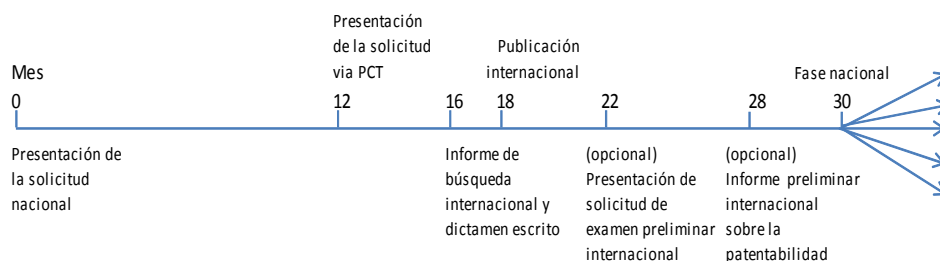 Presentación
de la solicitud
via PCT
Publicación
internacional
Mes
Fase nacional
0
12
16
18
22
28
30
Presentación de
la solicitud
nacional
Informe de
búsqueda
internacional y
dictamen escrito
(opcional)
Presentación de
solicitud de
examen preliminar
internacional
(opcional)
Informe preliminar
internacional
sobre la
patentabilidad